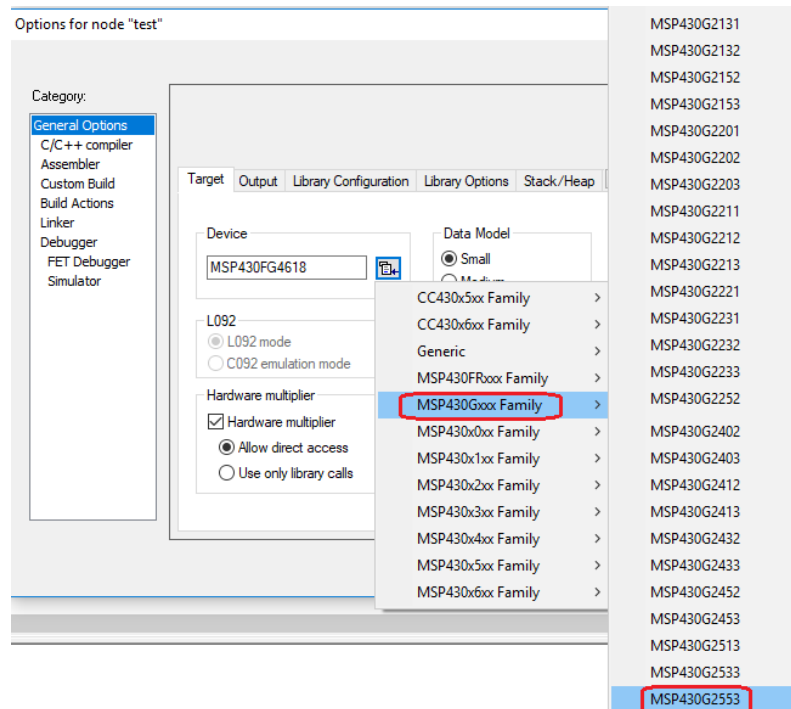 Options for node "test"
Category:
General Options
C/C++ compiler
Assembler
Custom Build
Build Actions
Linker
Debugger
FET Debugger
Simulator
Target Output Library Configuration Library Options Stack/Heap
Device
MSP430FG4618
Data Model
Small
Medium
L092
L092 mode
C092 emulation mode
Hardware multiplier
Hardware multiplier
Allow direct access
Use only library calls
CC430x5xx Family
CC430x6xx Family
Generic
MSP430FRxxx Family
MSP430Gxxx Family
MSP430x0xx Family
MSP430x1xx Family
MSP430x2xx Family
MSP430x3xx Family
MSP430x4xx Family
MSP430x5xx Family
MSP430x6xx Family
MSP430G2131
MSP430G2132
MSP430G2152
MSP430G2153
MSP430G2201
MSP430G2202
MSP430G2203
MSP430G2211
MSP430G2212
MSP430G2213
MSP430G2221
MSP430G2231
MSP430G2232
MSP430G2233
MSP430G2252
MSP430G2402
MSP430G2403
MSP430G2412
MSP430G2413
MSP430G2432
MSP430G2433
MSP430G2452
MSP430G2453
MSP430G2513
MSP430G2533
MSP430G2553